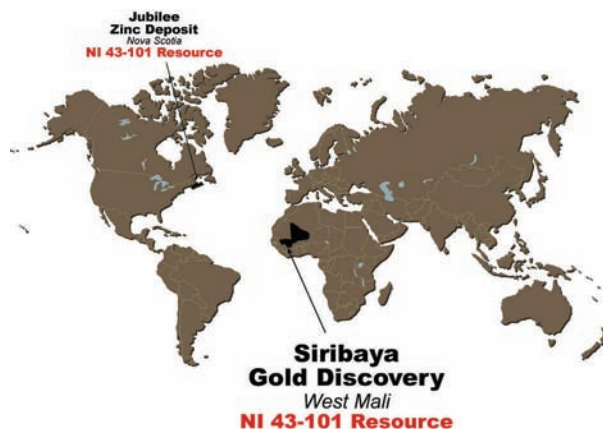 Jubilee
Zinc Deposit
Nova Scotia
NI 43-101 Resource
Siribaya
Gold Discovery
West Mali
NI 43-101 Resource